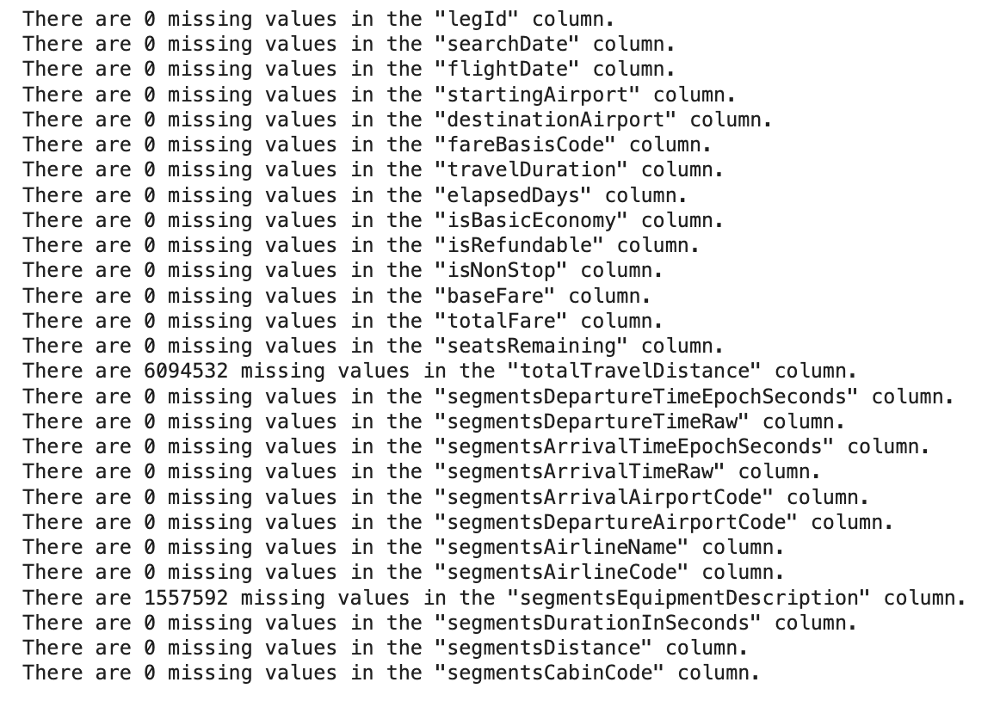 There are 0 missing values in the "legId" column.
There are 0 missing values in the "searchDate" column.
There are 0 missing values in the "flightDate" column.
There are 0 missing values in the "startingAirport" column.
There are 0 missing values in the "destinationAirport" column.
There are 0 missing values in the "fareBasisCode" column.
There are 0 missing values in the "travelDuration" column.
There are 0 missing values in the "elapsedDays" column.
There are 0 missing values in the "isBasicEconomy" column.
There are 0 missing values in the "isRefundable" column.
There are 0 missing values in the "isNonStop" column.
There are 0 missing values in the "baseFare" column.
There are 0 missing values in the "totalFare" column.
There are 0 missing values in the "seatsRemaining" column.
There are 6094532 missing values in the "totalTravelDistance" column.
There are 0 missing values in the "segmentsDepartureTimeEpochSeconds" column.
There are 0 missing values in the "segmentsDepartureTimeRaw" column.
There are 0 missing values in the "segmentsArrivalTimeEpochSeconds" column.
There are 0 missing values in the "segmentsArrivalTimeRaw" column.
There are 0 missing values in the "segmentsArrivalAirportCode" column.
There are 0 missing values in the "segmentsDepartureAirportCode" column.
There are 0 missing values in the "segmentsAirlineName" column.
There are 0 missing values in the "segmentsAirlineCode" column.
There are 1557592 missing values in the "segmentsEquipmentDescription" column.
There are 0 missing values in the "segmentsDurationInSeconds" column.
There are 0 missing values in the "segmentsDistance" column.
There are 0 missing values in the "segmentsCabinCode" column.